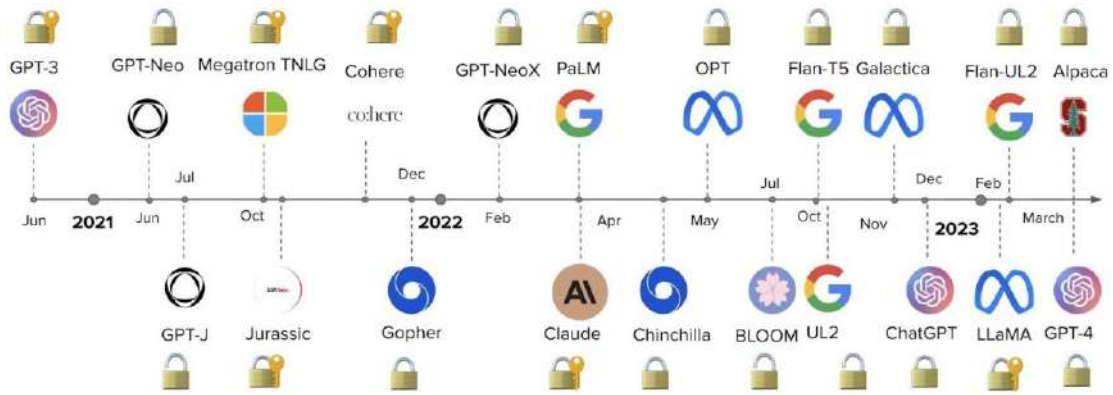 GPT-3 GPT-Neo Megatron TNLG Cohere GPT-NeoX PaLM OPT Flan-T5 Galactica Flan-UL2 Alpaca
co:here
Jul Dec Jul Dec Feb
Jun 2021 Jun Oct 2022 Feb Apr May Oct Nov 2023 March
GPT-J Jurassic Gopher Claude Chinchilla BLOOM UL2 ChatGPT LLaMA GPT-4